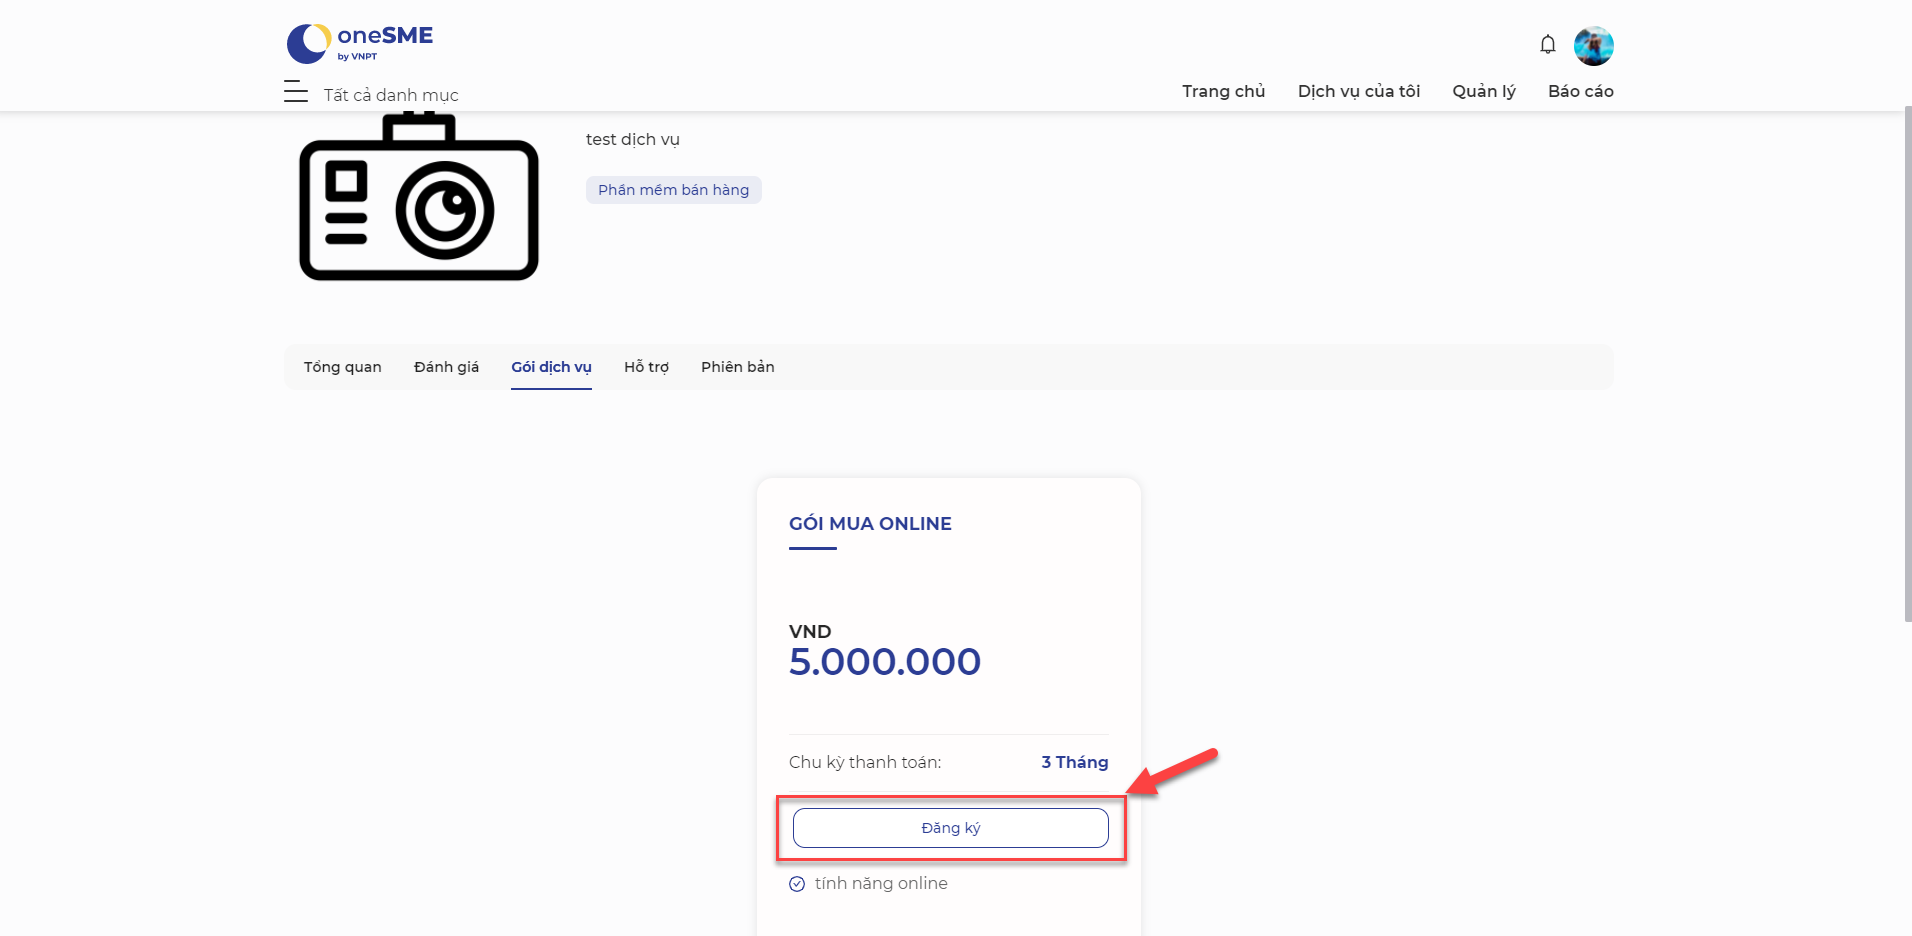 oneSME
by VNPT
Tất cả danh mục
Trang chủ
Dịch vụ của tôi
Quản lý
Báo cáo
test dịch vụ
Phần mềm bán hàng
Tổng quan
Đánh giá
Gói dịch vụ
Hỗ trợ
Phiên bản
GÓI MUA ONLINE
VND
5.000.000
Chu kỳ thanh toán:
3 Tháng
Đăng ký
tính năng online